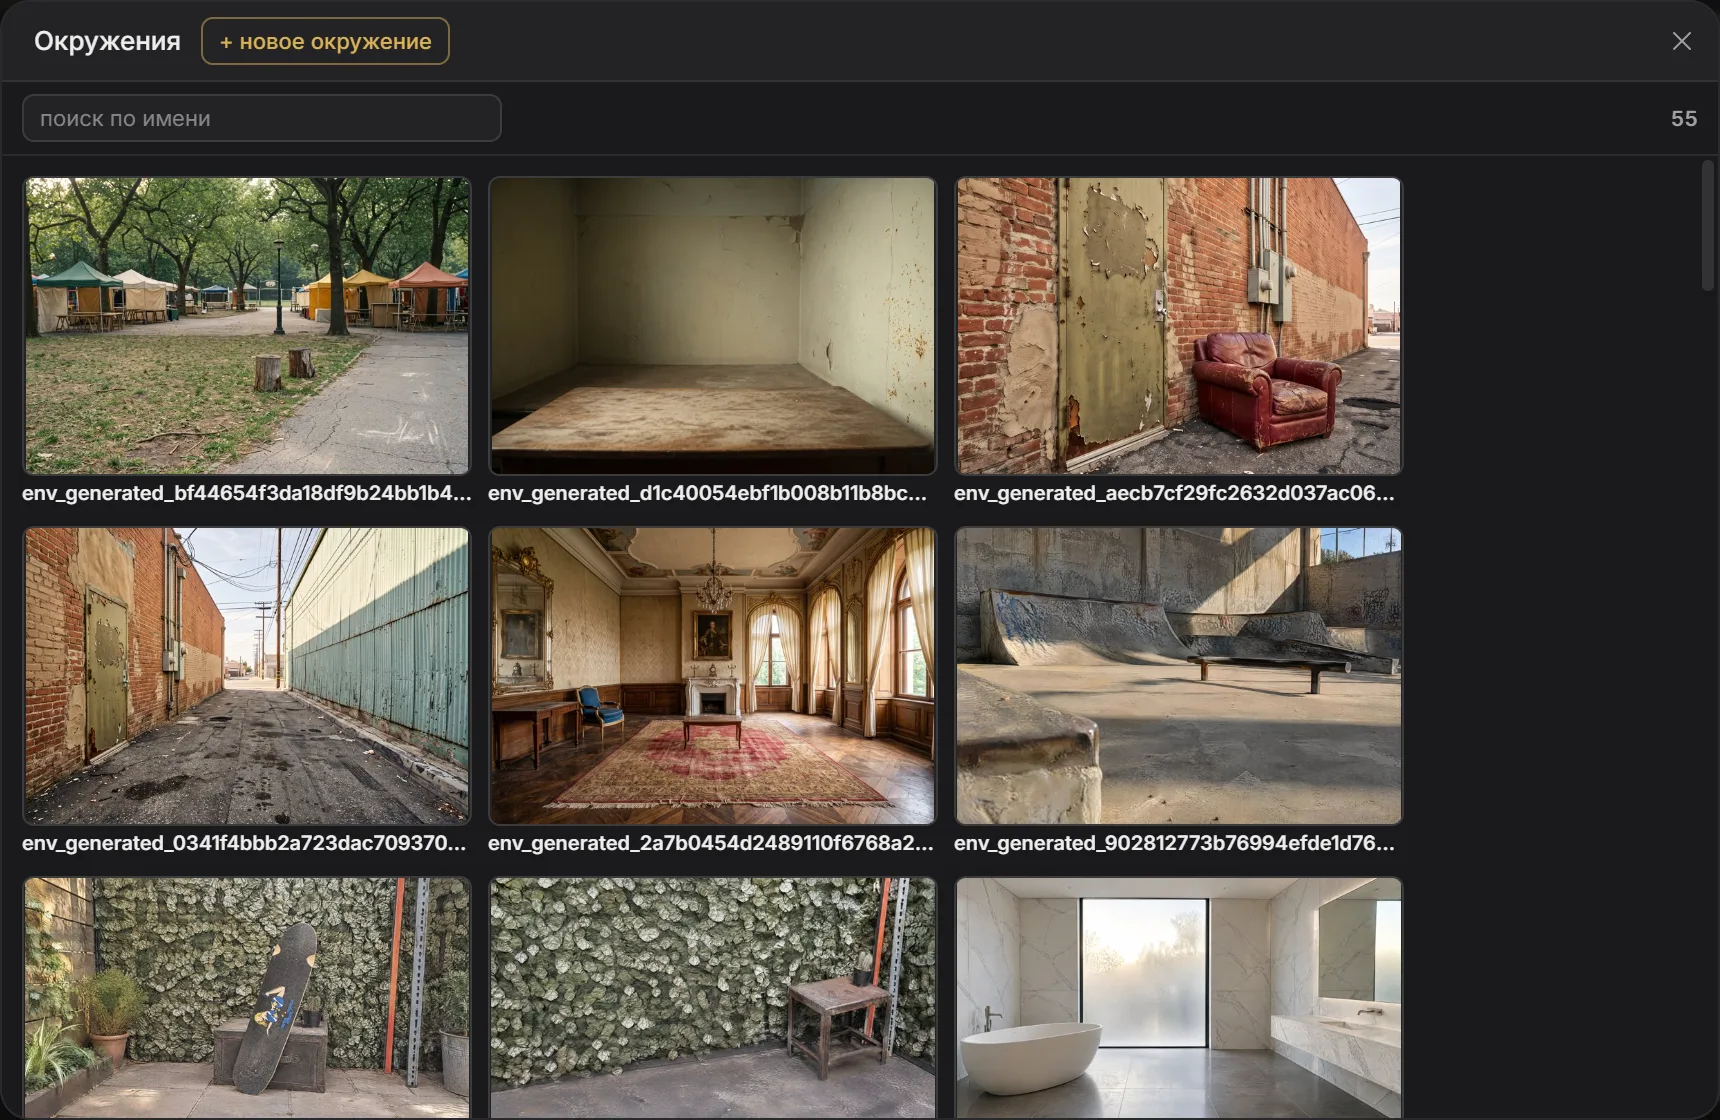 Окружения
+ новое окружение
поиск по имени
55
env_generated_bf44654f3da18df9b24bb1b4...
env_generated_d1c40054ebf1b008b11b8bc...
env_generated_aecb7cf29fc2632d037ac06...
env_generated_0341f4bbb2a723dac709370...
env_generated_2a7b0454d2489110f6768a2...
env_generated_902812773b76994efde1d76...